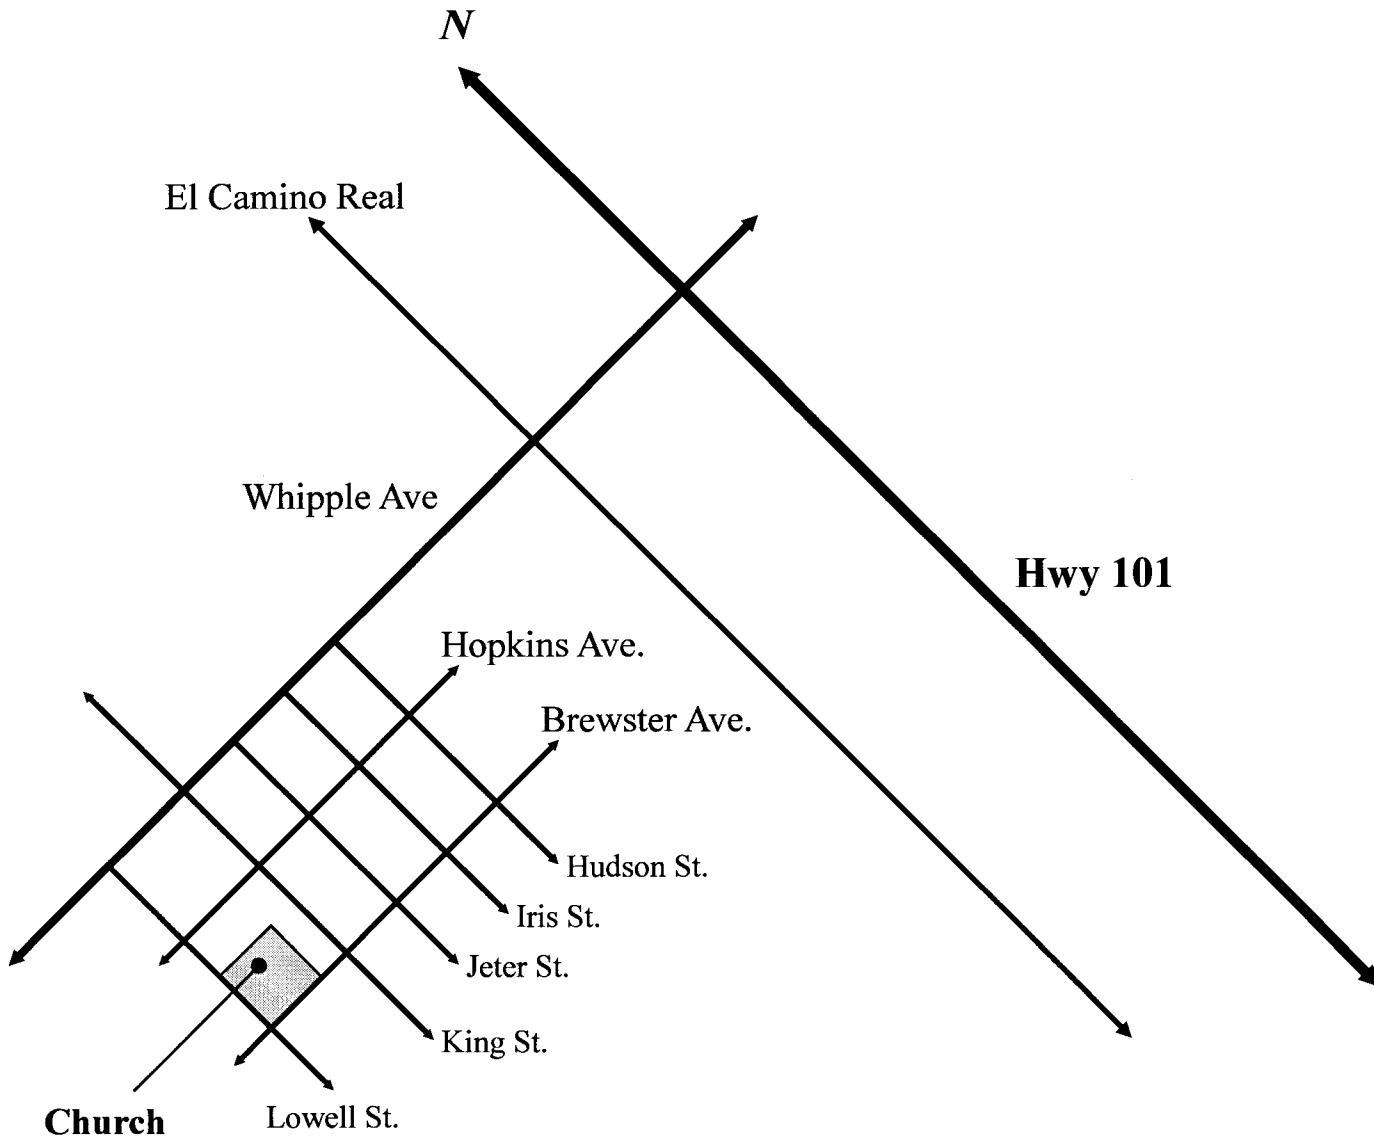 N
El Camino Real
Whipple Ave
Hwy 101
Hopkins Ave.
Brewster Ave.
Hudson St.
Iris St.
Jeter St.
King St.
Church
Lowell St.